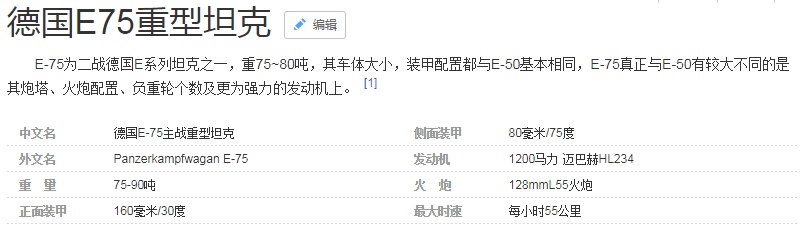 德国E75重型坦克 编辑
E-75为二战德国E系列坦克之一，重75~80吨，其车体大小，装甲配置都与E-50基本相同，E-75真正与E-50有较大不同的是
其炮塔、火炮配置、负重轮个数及更为强力的发动机上。 [1]
中文名 德国E-75主战重型坦克 侧面装甲 80毫米/75度
外文名 Panzerkampfwagan E-75 发动机 1200马力 迈巴赫HL234
重 量 75-90吨 火 炮 128mmL55火炮
正面装甲 160毫米/30度 最大时速 每小时55公里